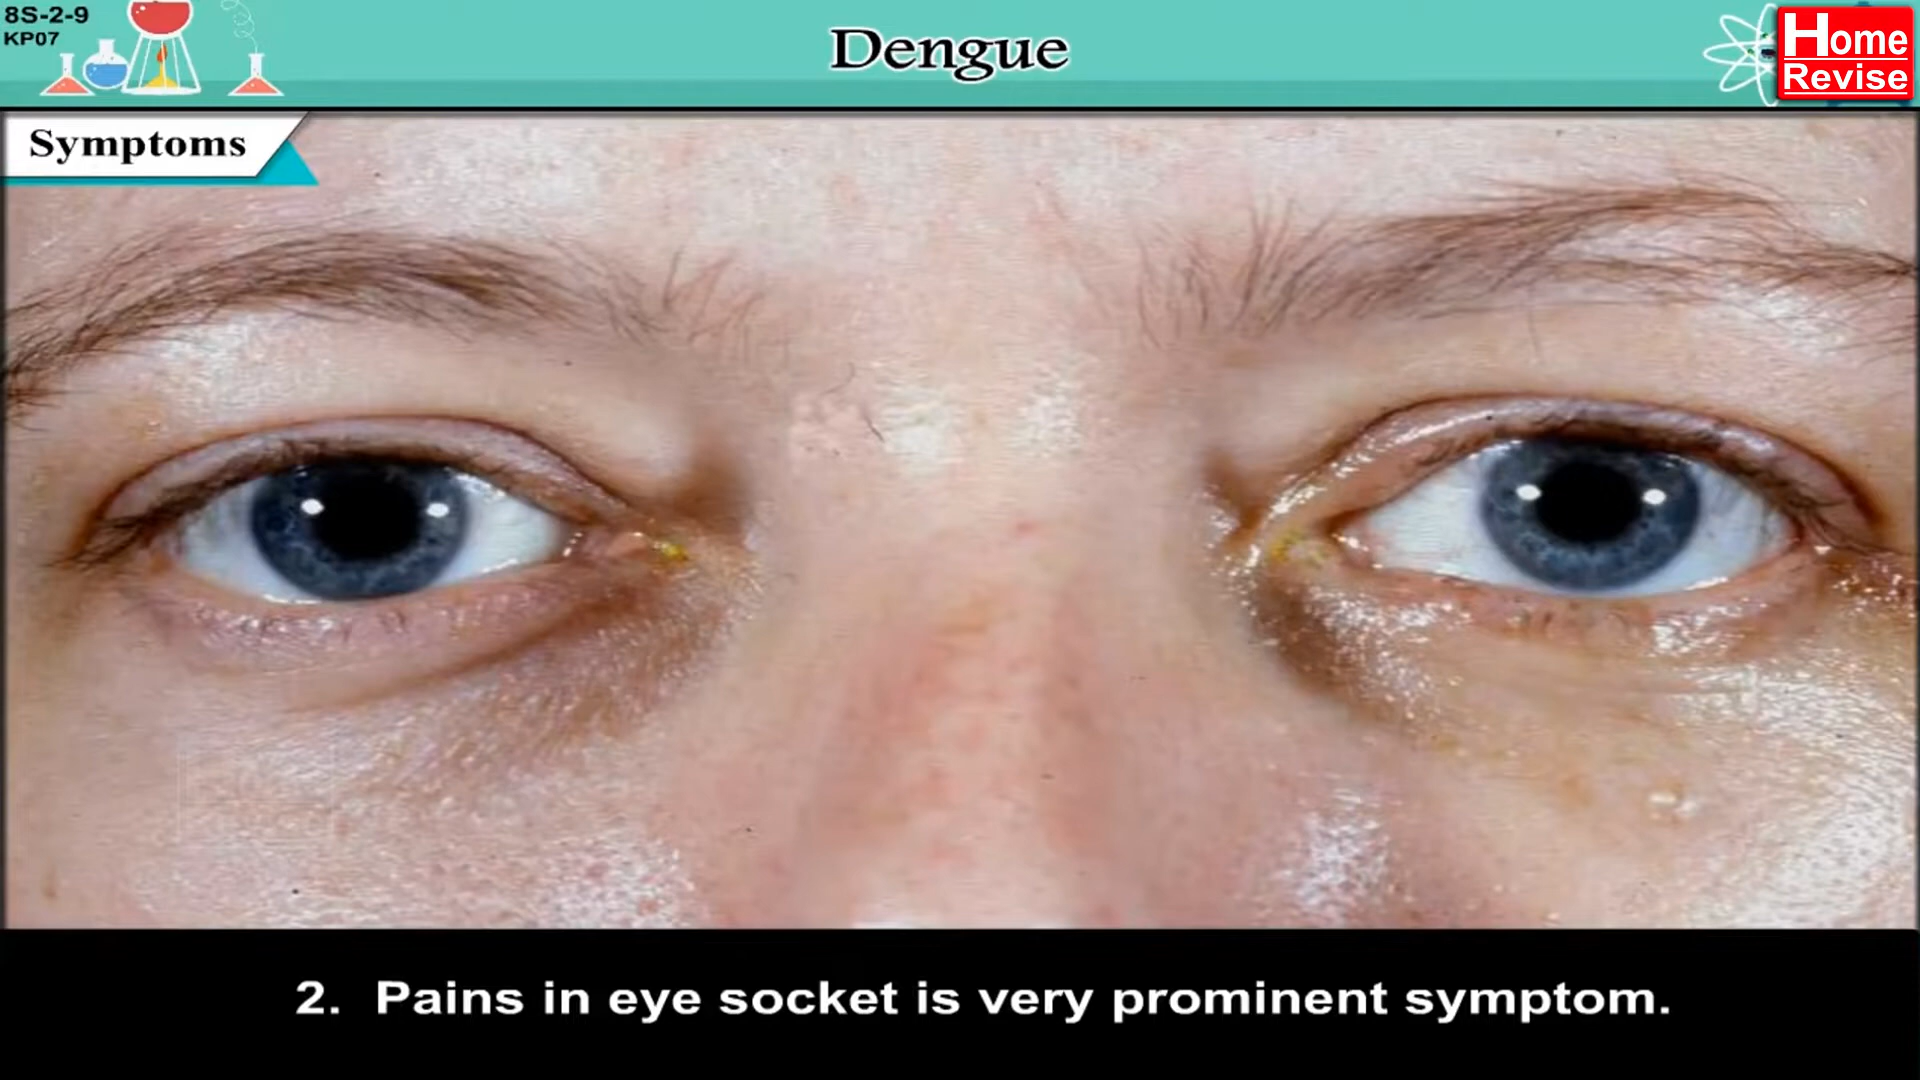 8S-2-9
KP07
Dengue
Home
Revise
Symptoms
2. Pains in eye socket is very prominent symptom.